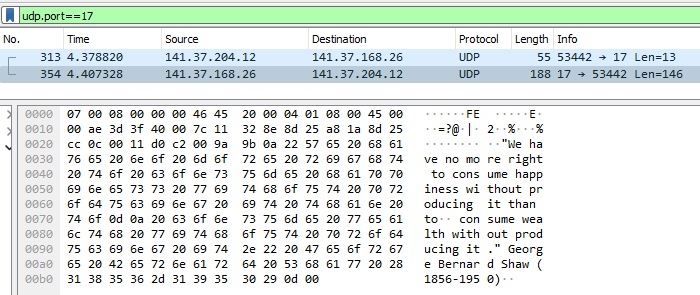 udp.port==17
No. Time Source Destination Protocol Length Info
313 4.378820 141.37.204.12 141.37.168.26 UDP 55 53442 → 17 Len=13
354 4.407328 141.37.168.26 141.37.204.12 UDP 188 17 → 53442 Len=146
0000 07 00 08 00 00 00 46 45 20 00 04 01 08 00 45 00 ······FE ·····E·
0010 00 ae 3d 3f 40 00 7c 11 32 8e 8d 25 a8 1a 8d 25 ··=?@·|· 2··%···%
0020 cc 0c 00 11 d0 c2 00 9a 9b 0a 22 57 65 20 68 61 ········ ··"We ha
0030 76 65 20 6e 6f 20 6d 6f 72 65 20 72 69 67 68 74 ve no mo re right
0040 20 74 6f 20 63 6f 6e 73 75 6d 65 20 68 61 70 70 to cons ume happ
0050 69 6e 65 73 73 20 77 69 74 68 6f 75 74 20 70 72 iness wi thout pr
0060 6f 64 75 63 69 6e 67 20 69 74 20 74 68 61 6e 20 oducing it than
0070 74 6f 0d 0a 20 63 6f 6e 73 75 6d 65 20 77 65 61 to·· con sume wea
0080 6c 74 68 20 77 69 74 68 6f 75 74 20 70 72 6f 64 lth with out prod
0090 75 63 69 6e 67 20 69 74 2e 22 20 47 65 6f 72 67 ucing it ." Georg
00a0 65 20 42 65 72 6e 61 72 64 20 53 68 61 77 20 28 e Bernar d Shaw (
00b0 31 38 35 36 2d 31 39 35 30 29 0d 00 1856-195 0)··